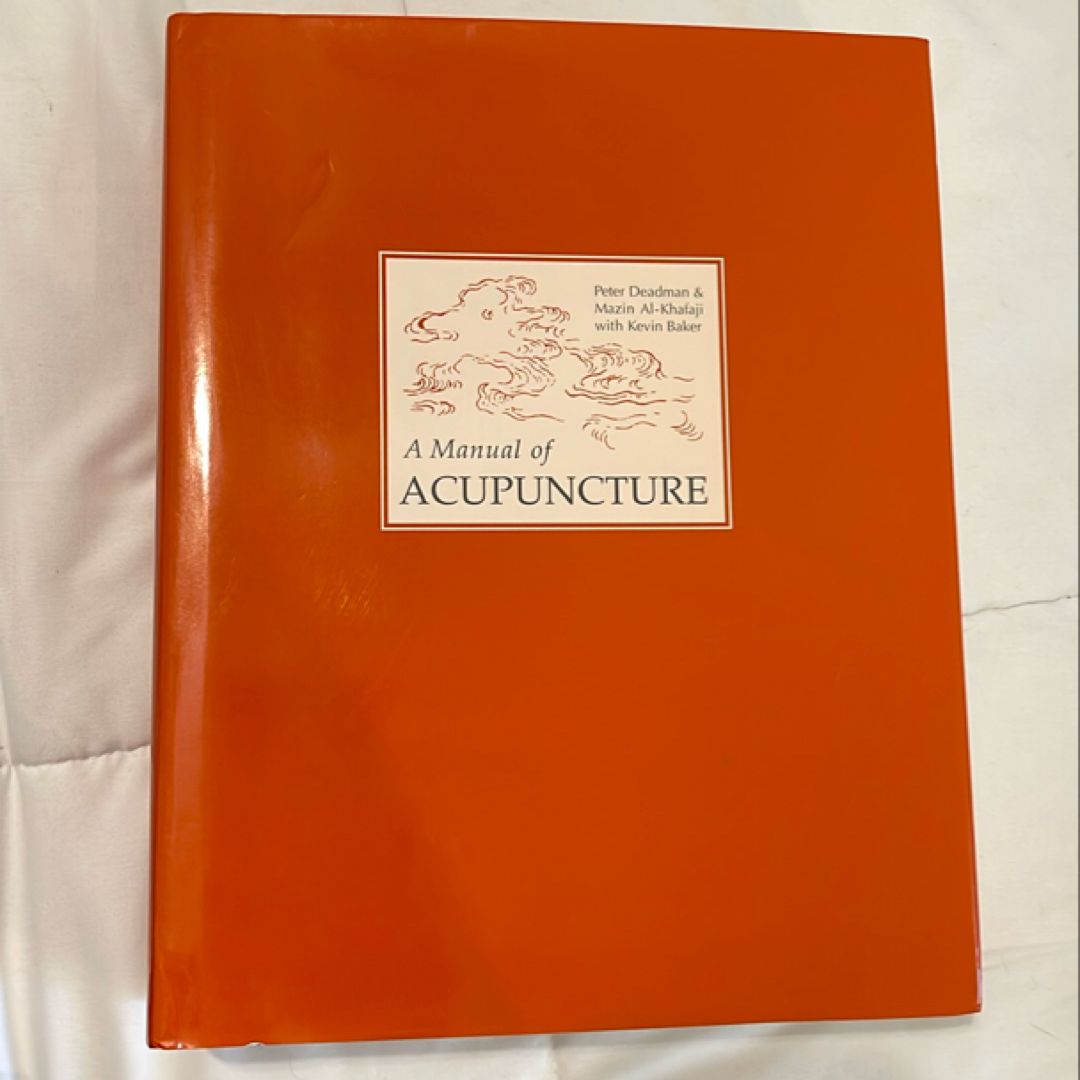 Peter Deadman &
Mazin Al-Khafaji
with Kevin Baker
A Manual of
ACUPUNCTURE